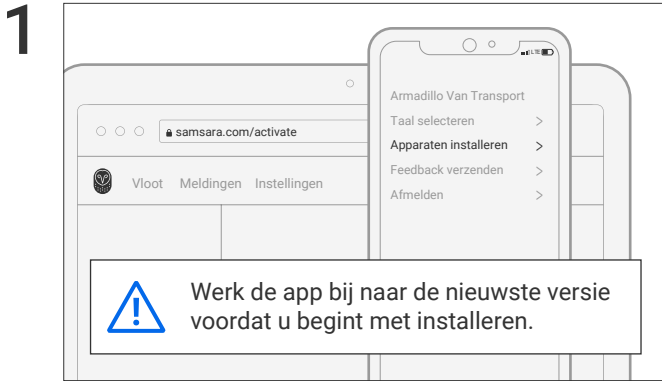 1
LTE
samsara.com/activate
Vloot Meldingen Instellingen
Armadillo Van Transport
Taal selecteren >
Apparaten installeren >
Feedback verzenden >
Afmelden >
Werk de app bij naar de nieuwste versie
voordat u begint met installeren.